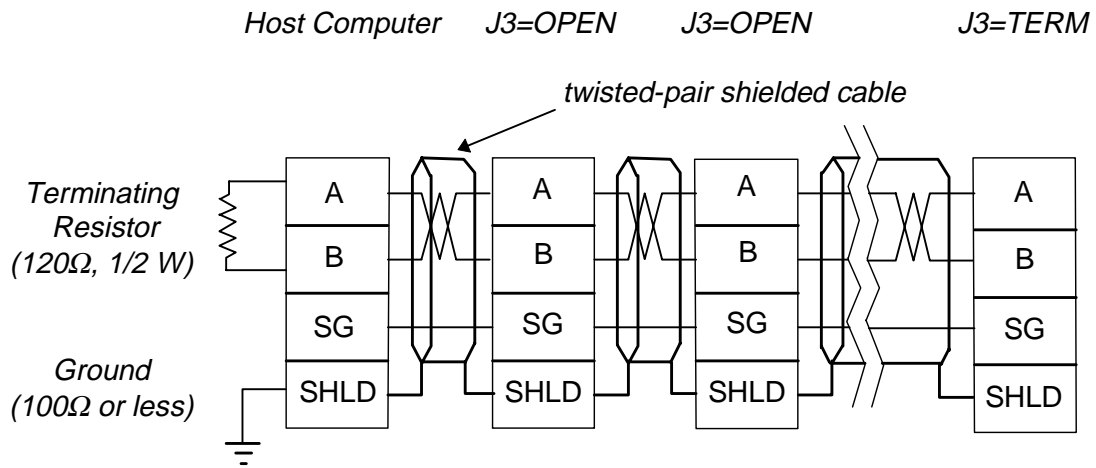 Host Computer J3=OPEN J3=OPEN J3=TERM
twisted-pair shielded cable
Terminating
Resistor
(120Ω, 1/2 W)
A A A A
B B B B
SG SG SG SG
Ground
(100Ω or less)
SHLD SHLD SHLD SHLD